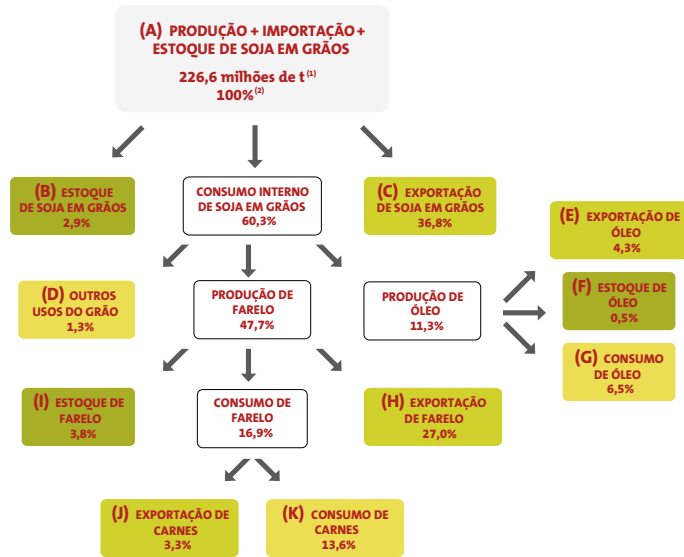 (A) PRODUÇÃO + IMPORTAÇÃO +
ESTOQUE DE SOJA EM GRÃOS
226,6 milhões de t (1)
100% (2)
(B) ESTOQUE
DE SOJA EM GRÃOS
2,9%
CONSUMO INTERNO
DE SOJA EM GRÃOS
60,3%
(C) EXPORTAÇÃO
DE SOJA EM GRÃOS
36,8%
(D) OUTROS
USOS DO GRÃO
1,3%
PRODUÇÃO DE
FARELO
47,7%
PRODUÇÃO DE
ÓLEO
11,3%
(E) EXPORTAÇÃO DE
ÓLEO
4,3%
(F) ESTOQUE DE
ÓLEO
0,5%
(G) CONSUMO
DE ÓLEO
6,5%
(I) ESTOQUE DE
FARELO
3,8%
CONSUMO DE
FARELO
16,9%
(H) EXPORTAÇÃO
DE FARELO
27,0%
(J) EXPORTAÇÃO DE
CARNES
3,3%
(K) CONSUMO DE
CARNES
13,6%